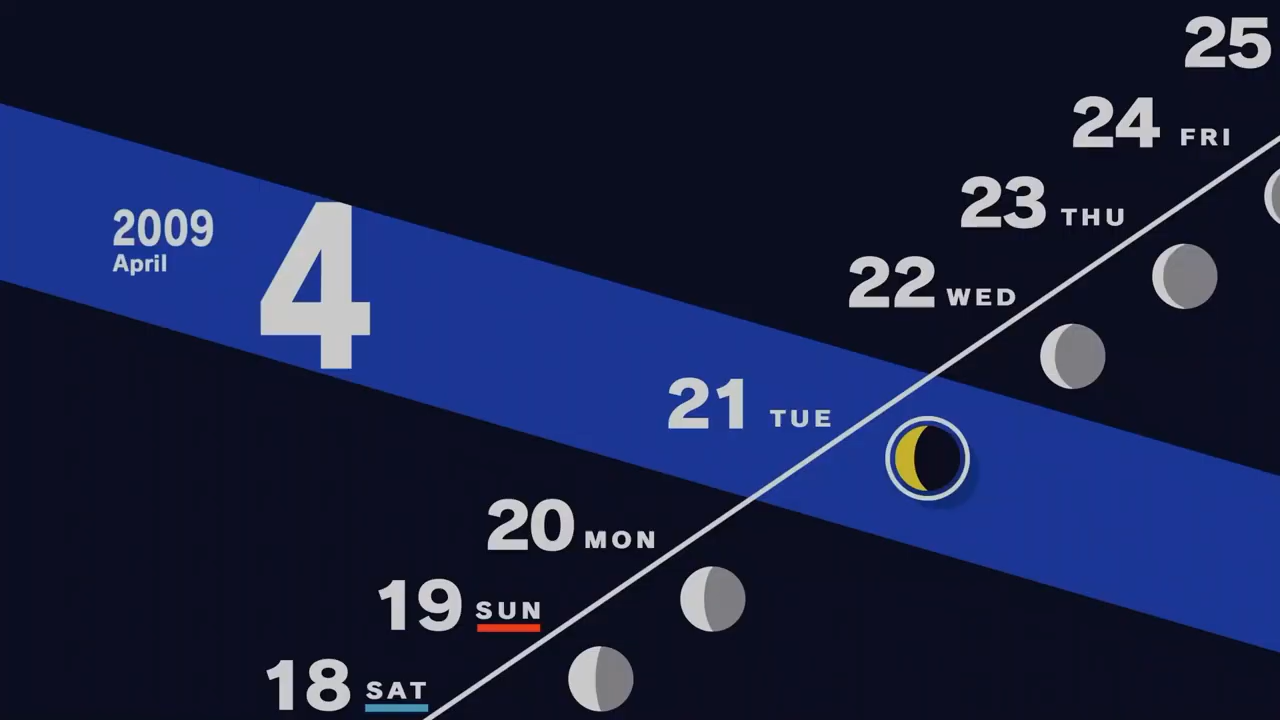 25
24 FRI
23 THU
22 WED
2009
April
4
21 TUE
20 MON
19 SUN
18 SAT